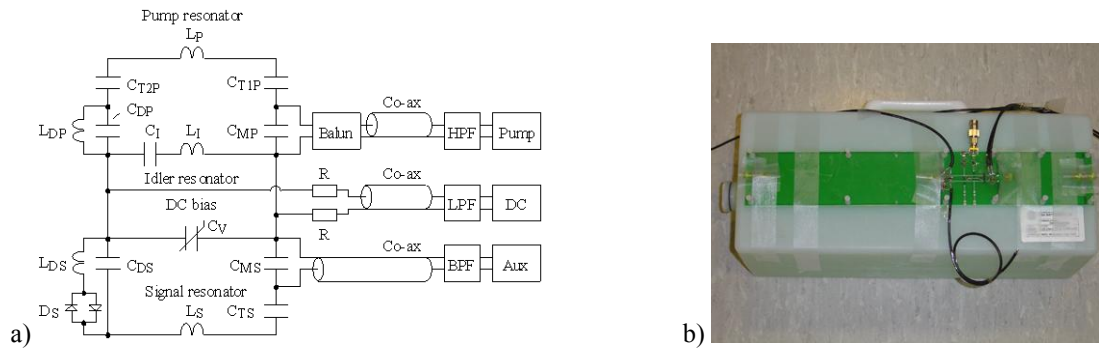 Pump resonator
LP
CT2P
CT1P
CDP
LDP
CI
LI
CMP
Balun
Co-ax
HPF
Pump
Idler resonator
R
Co-ax
LPF
DC
DC bias
R
CV
LDS
CDS
CMS
Co-ax
BPF
Aux
Signal resonator
DS
LS
CTS
a)
b)